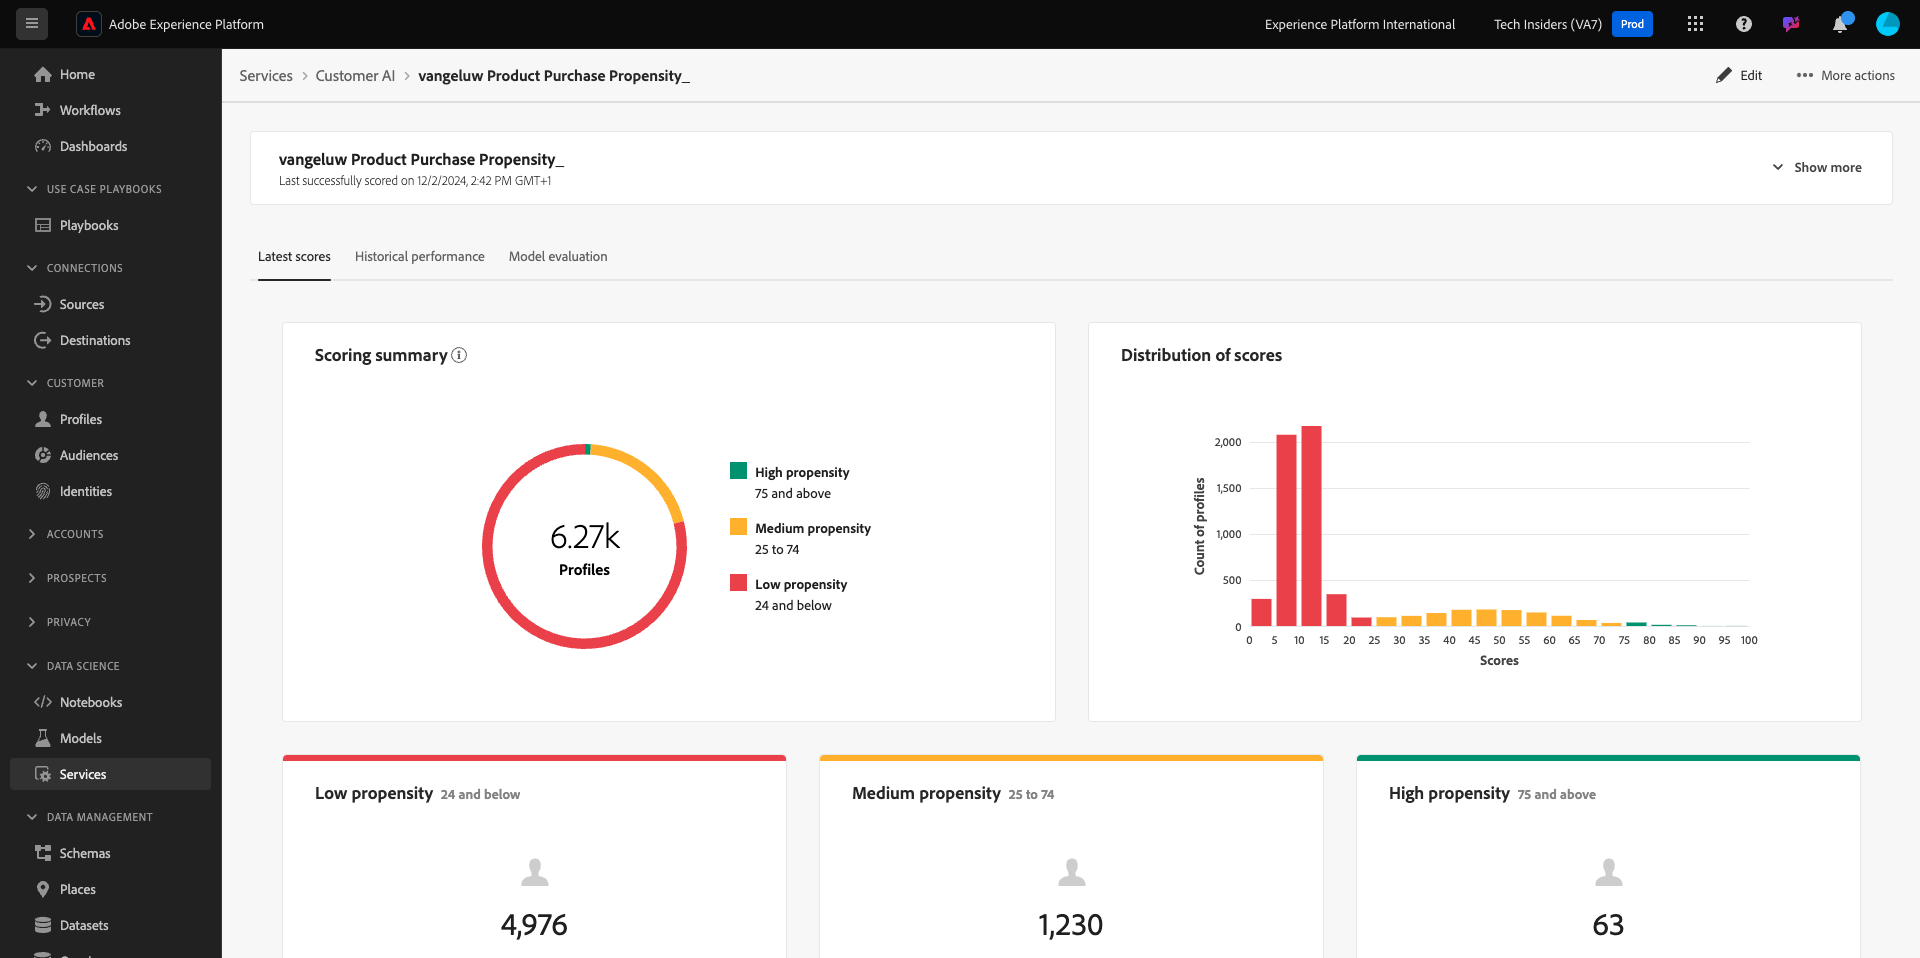 Adobe Experience Platform
Experience Platform International
Tech Insiders (VA7)
Prod
Home
Workflows
Dashboards
USE CASE PLAYBOOKS
Playbooks
CONNECTIONS
Sources
Destinations
CUSTOMER
Profiles
Audiences
Identities
ACCOUNTS
PROSPECTS
PRIVACY
DATA SCIENCE
Notebooks
Models
Services
DATA MANAGEMENT
Schemas
Places
Datasets
Services > Customer AI > vangeluw Product Purchase Propensity_
Edit
More actions
vangeluw Product Purchase Propensity_
Last successfully scored on 12/2/2024, 2:42 PM GMT+1
Show more
Latest scores
Historical performance
Model evaluation
Scoring summary
6.27k
Profiles
High propensity
75 and above
Medium propensity
25 to 74
Low propensity
24 and below
Distribution of scores
Count of profiles
2,000
1,500
1,000
500
0
0 5 10 15 20 25 30 35 40 45 50 55 60 65 70 75 80 85 90 95 100
Scores
Low propensity 24 and below
4,976
Medium propensity 25 to 74
1,230
High propensity 75 and above
63